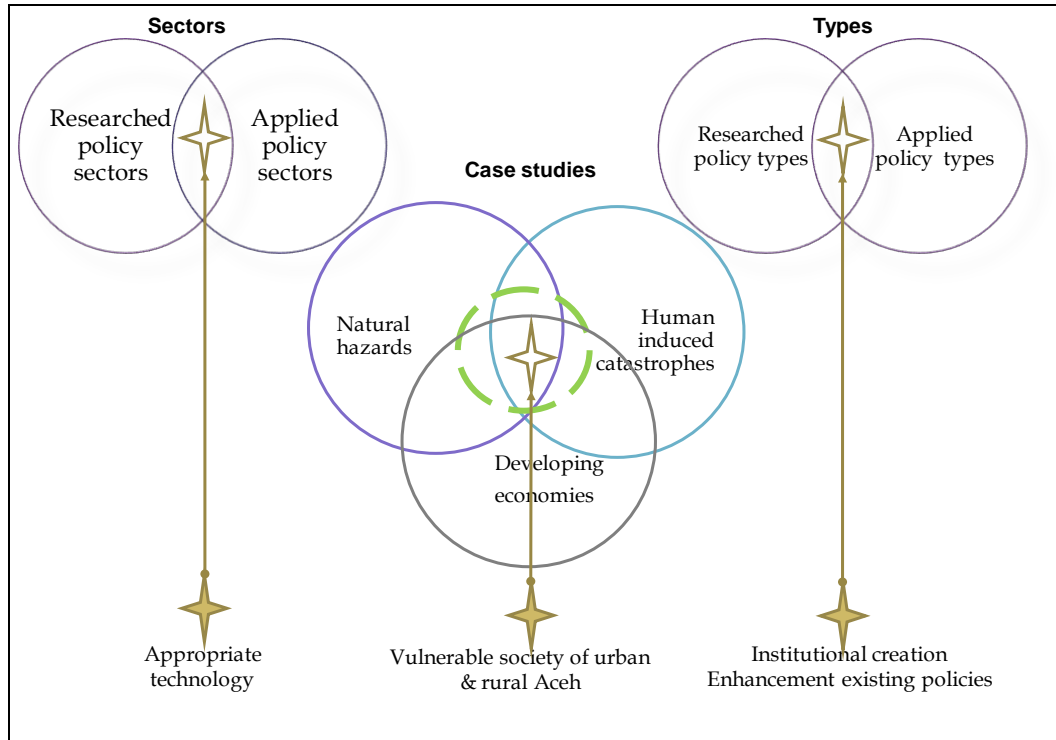 Sectors
Types
Researched
policy
sectors
Applied
policy
sectors
Researched
policy types
Applied
policy types
Case studies
Natural
hazards
Human
induced
catastrophes
Developing
economies
Appropriate
technology
Vulnerable society of urban
& rural Aceh
Institutional creation
Enhancement existing policies